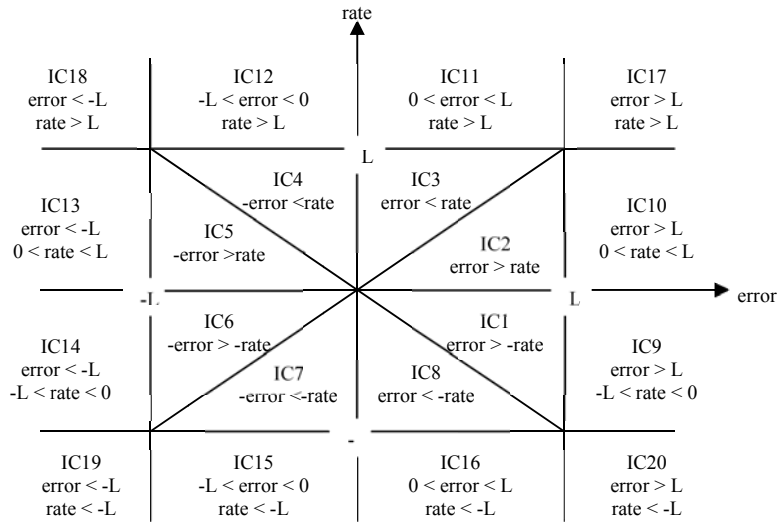 rate
IC18
error < -L
rate > L
IC12
-L < error < 0
rate > L
IC11
0 < error < L
rate > L
IC17
error > L
rate > L
L
IC4
-error <rate
IC3
error < rate
IC13
error < -L
0 < rate < L
IC5
-error >rate
IC2
error > rate
IC10
error > L
0 < rate < L
-L
L
error
IC14
error < -L
-L < rate < 0
IC6
-error > -rate
IC7
-error <-rate
IC1
error > -rate
IC8
error < -rate
IC9
error > L
-L < rate < 0
-
IC19
error < -L
rate < -L
IC15
-L < error < 0
rate < -L
IC16
0 < error < L
rate < -L
IC20
error > L
rate < -L